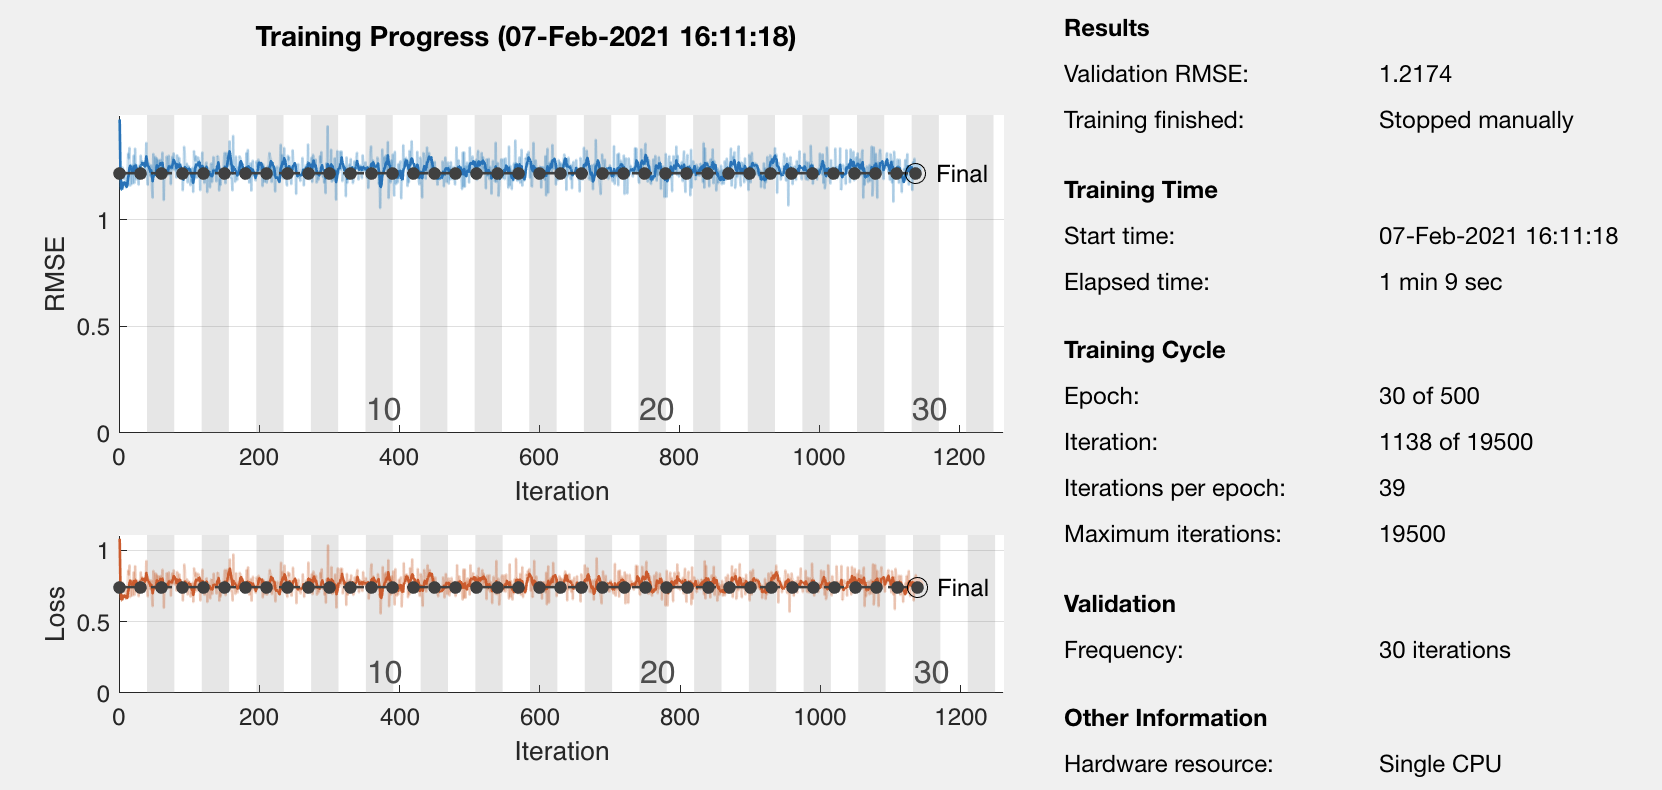 Training Progress (07-Feb-2021 16:11:18)
1
0.5
0
RMSE
Final
10
20
30
0 200 400 600 800 1000 1200
Iteration
1
0.5
0
Loss
Final
10
20
30
0 200 400 600 800 1000 1200
Iteration
Results
Validation RMSE: 1.2174
Training finished: Stopped manually
Training Time
Start time: 07-Feb-2021 16:11:18
Elapsed time: 1 min 9 sec
Training Cycle
Epoch: 30 of 500
Iteration: 1138 of 19500
Iterations per epoch: 39
Maximum iterations: 19500
Validation
Frequency: 30 iterations
Other Information
Hardware resource: Single CPU